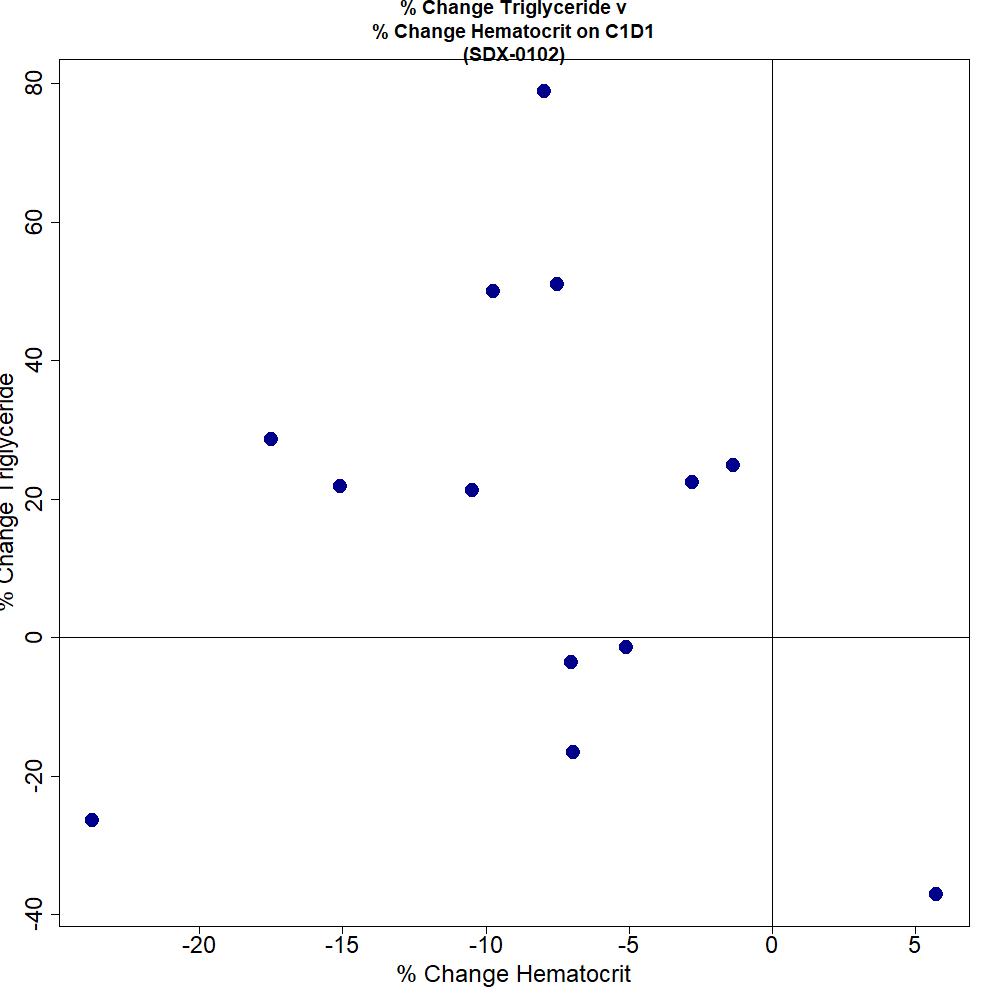 % Change Triglyceride v
% Change Hematocrit on C1D1
(SDX-0102)
80
60
40
20
0
-20
-40
% Change Triglyceride
-20 -15 -10 -5 0 5
% Change Hematocrit